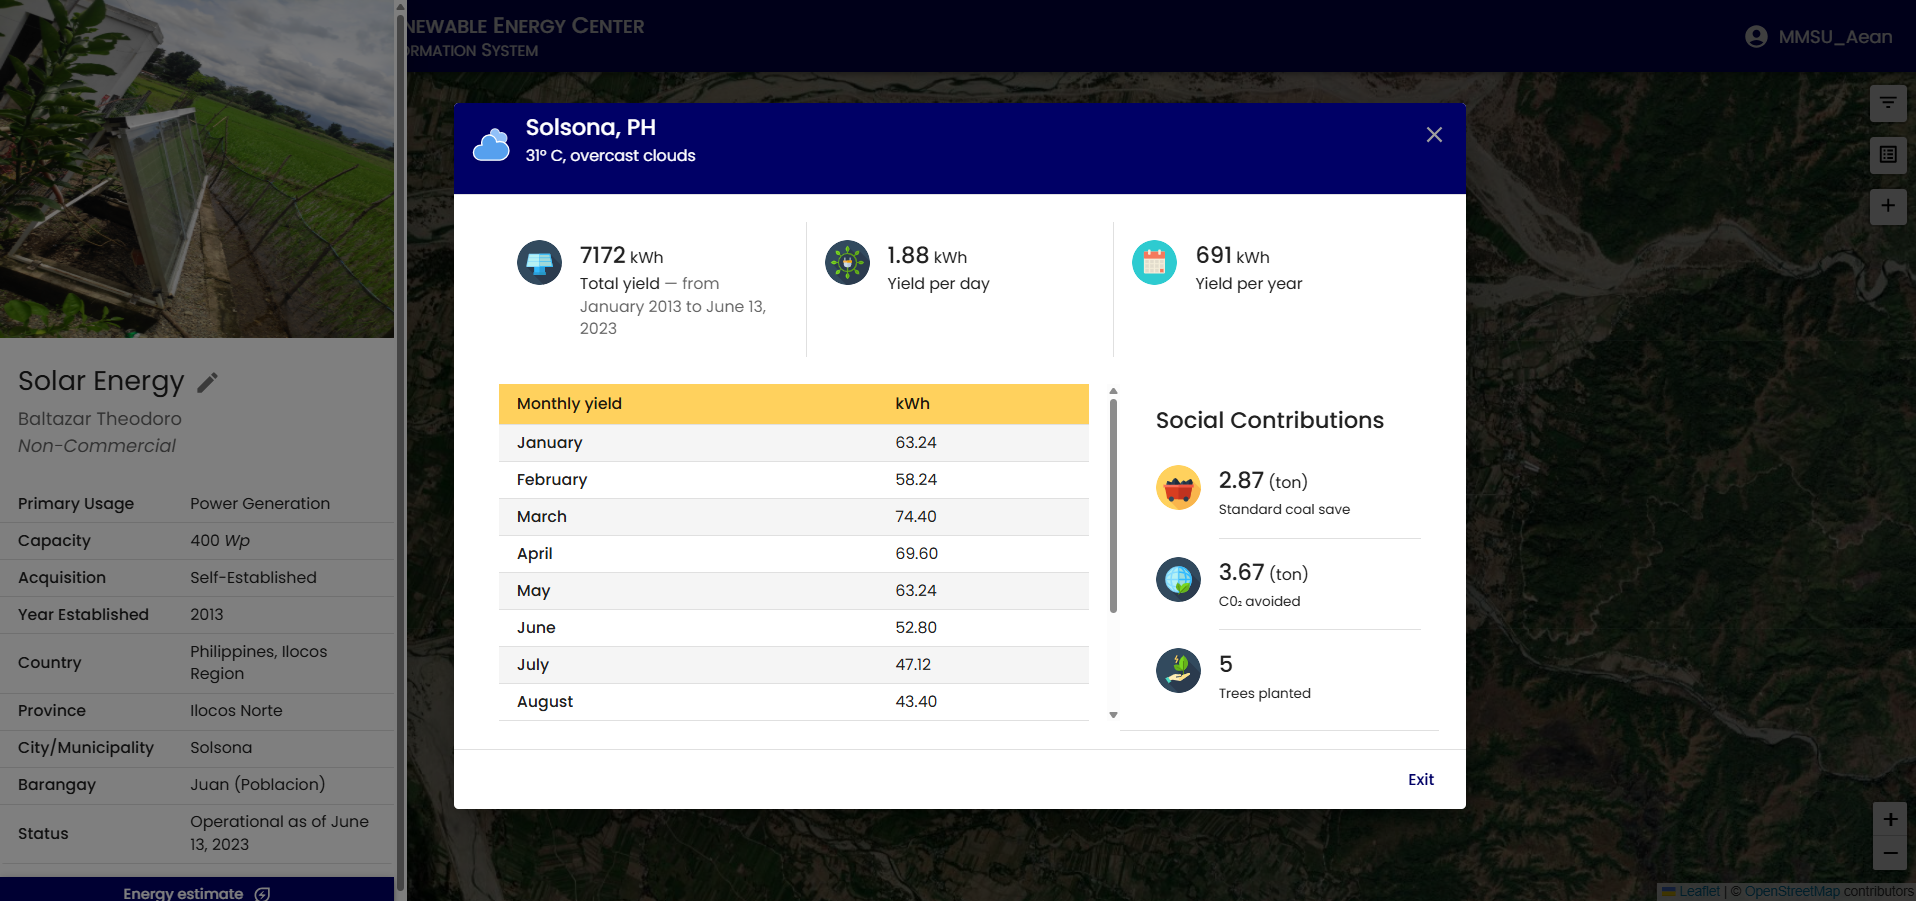 NEWABLE ENERGY CENTER
ORMATION SYSTEM
MMSU_Aean
Solar Energy
Baltazar Theodoro
Non-Commercial
Primary Usage Power Generation
Capacity 400 Wp
Acquisition Self-Established
Year Established 2013
Country Philippines, Ilocos
Region
Province Ilocos Norte
City/Municipality Solsona
Barangay Juan (Poblacion)
Status Operational as of June
13, 2023
Energy estimate
Solsona, PH
31° C, overcast clouds
7172 kWh
Total yield — from
January 2013 to June 13,
2023
1.88 kWh
Yield per day
691 kWh
Yield per year
Monthly yield kWh
January 63.24
February 58.24
March 74.40
April 69.60
May 63.24
June 52.80
July 47.12
August 43.40
Social Contributions
2.87 (ton)
Standard coal save
3.67 (ton)
C0₂ avoided
5
Trees planted
Exit
+
−
Leaflet | © OpenStreetMap contributors